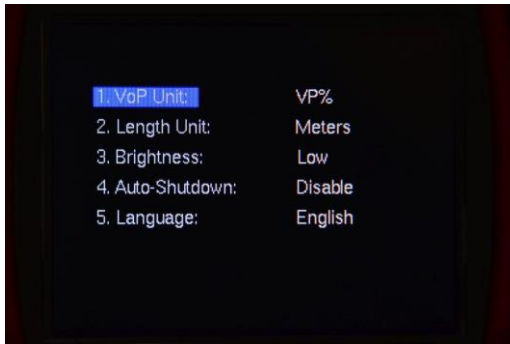 1. VoP Unit: VP%
2. Length Unit: Meters
3. Brightness: Low
4. Auto-Shutdown: Disable
5. Language: English